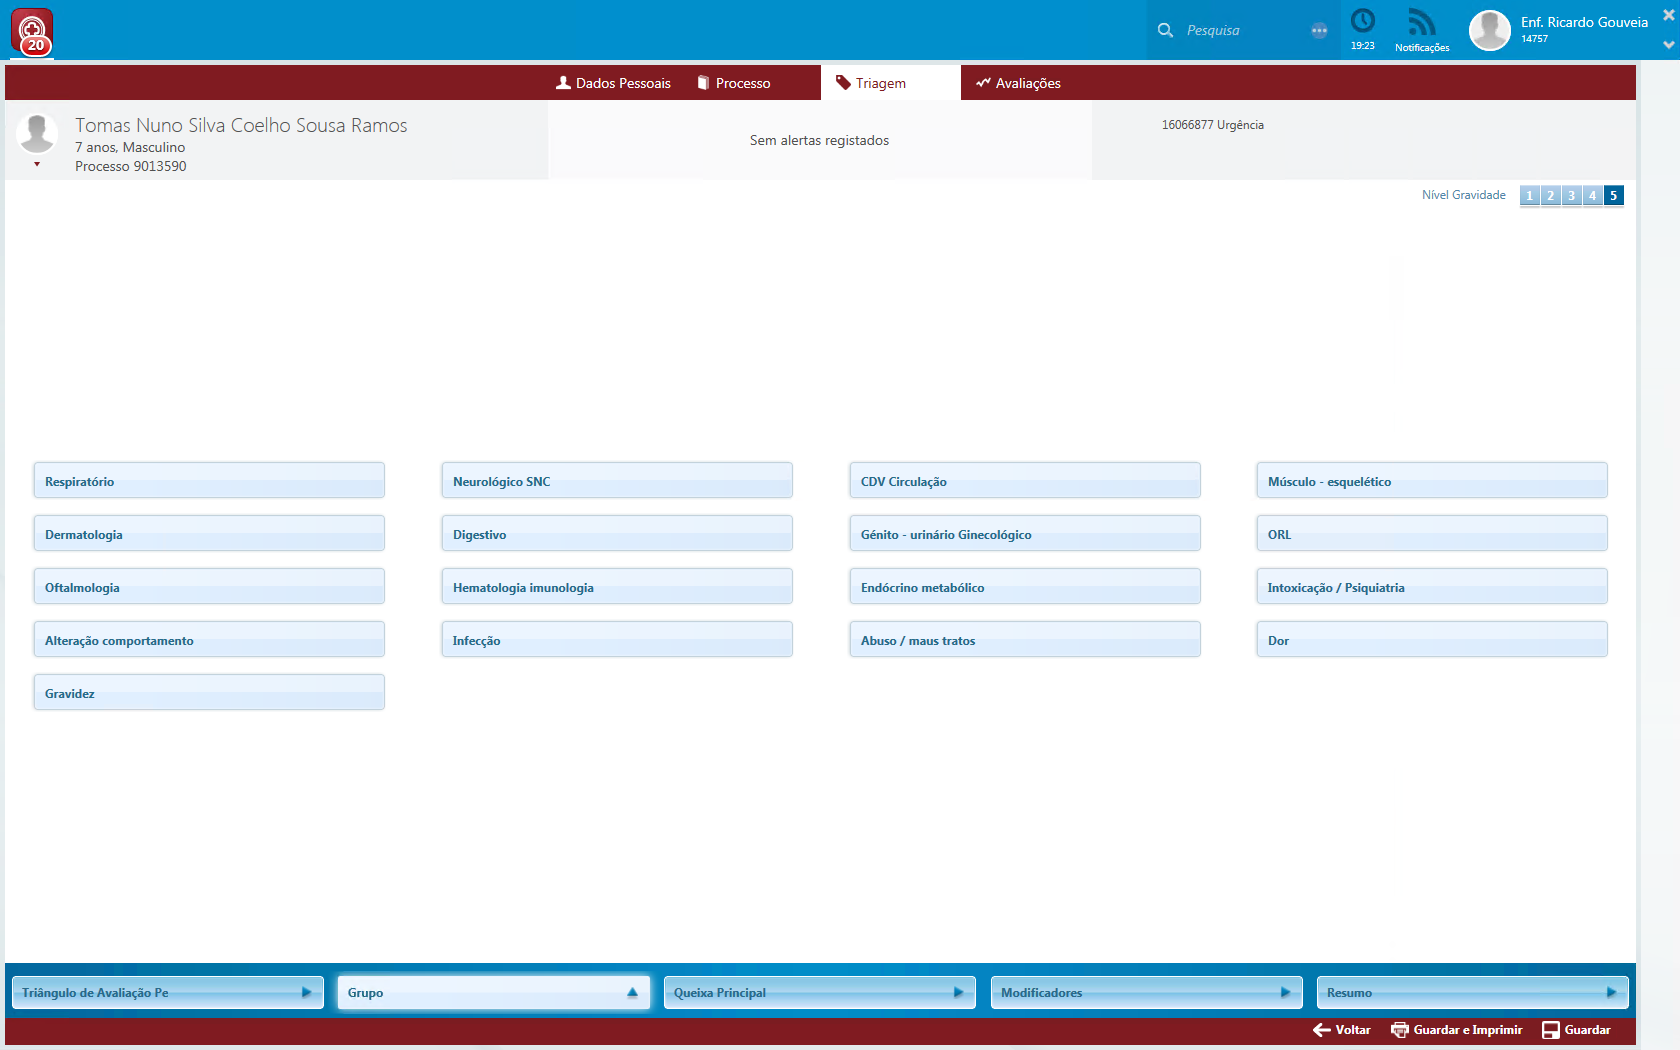 20
Pesquisa
19:23
Notificações
Enf. Ricardo Gouveia
14757
Dados Pessoais
Processo
Triagem
Avaliações
Tomas Nuno Silva Coelho Sousa Ramos
7 anos, Masculino
Processo 9013590
Sem alertas registados
16066877 Urgência
Nível Gravidade 1 2 3 4 5
Respiratório
Neurológico SNC
CDV Circulação
Músculo - esquelético
Dermatologia
Digestivo
Génito - urinário Ginecológico
ORL
Oftalmologia
Hematologia imunologia
Endócrino metabólico
Intoxicação / Psiquiatria
Alteração comportamento
Infecção
Abuso / maus tratos
Dor
Gravidez
Triângulo de Avaliação Pe
Grupo
Queixa Principal
Modificadores
Resumo
Voltar
Guardar e Imprimir
Guardar